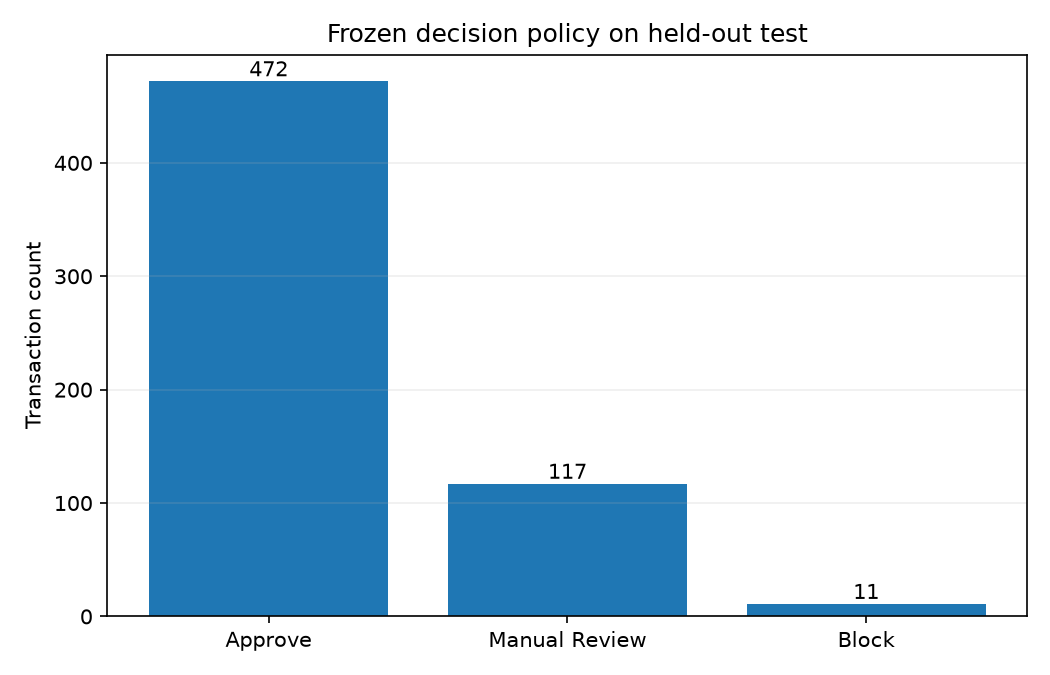 Frozen decision policy on held-out test
472
117
11
400
300
200
100
0
Transaction count
Approve
Manual Review
Block